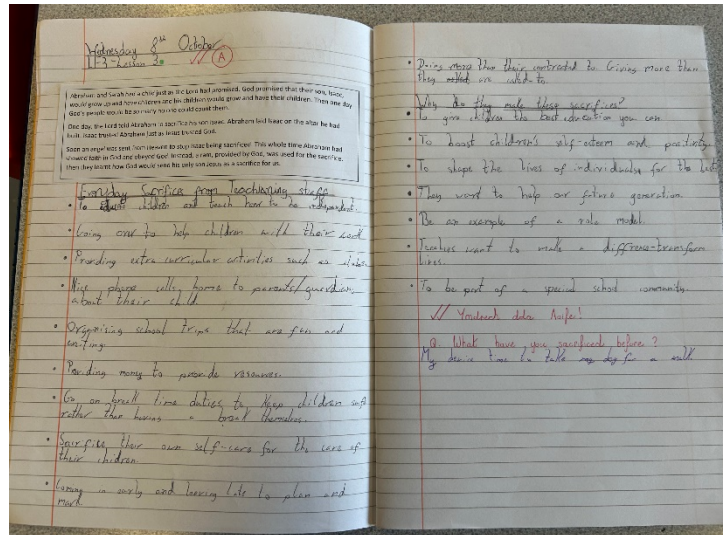 Wednesday 8th October
L1-3 - Lesson 3
A
Abraham and Sarah had a child just as the Lord had promised. God promised that their son, Isaac,
would grow up and have children and his children would grow and have their children. Then one day
God's people would be so many no one could count them.
One day, the Lord told Abraham to sacrifice his son Isaac. Abraham laid Isaac on the altar he had
built. Isaac trusted Abraham just as Jesus trusted God.
Soon an angel was sent from Heaven to stop Isaac being sacrificed! This whole time Abraham had
showed faith in God and obeyed God. Instead, a ram, provided by God, was used for the sacrifice.
Then they learnt how God would send his only son Jesus as a sacrifice for us.
Everyday Sacrifice from Teaching staff
• To children and teach how to be independent.
• Going over to help children with their work
• Providing extra curricular activities such as clubs.
• Nice phone calls home to parents/guardians
about their child
• Organising school trips that are fun and
exciting.
• Providing money to provide resources.
• Go on break time duties to keep children safe
rather than having a break themselves.
• Sacrifice their own self-care for the care of
their children
• Coming in early and leaving late to plan and
mark
• Doing more than their contracted to. Giving more than
they are asked to.
Why do they make these sacrifices?
• To give children the best education you can
• To boost children's self-esteem and positivity.
• To shape the lives of individuals for the best
• They want to help our future generation.
• Be an example of a role model.
• Teachers want to make a difference-transform
lives.
• To be part of a special school community.
Q. What have you sacrificed before?
My device time to take my dog for a walk